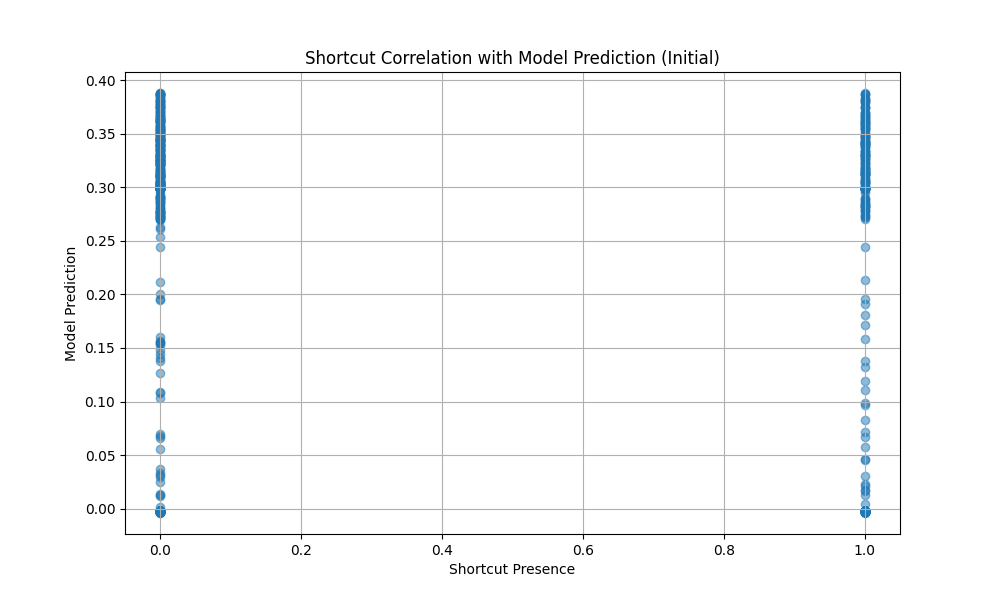 Shortcut Correlation with Model Prediction (Initial)
0.40
0.35
0.30
0.25
0.20
0.15
0.10
0.05
0.00
Model Prediction
0.0 0.2 0.4 0.6 0.8 1.0
Shortcut Presence